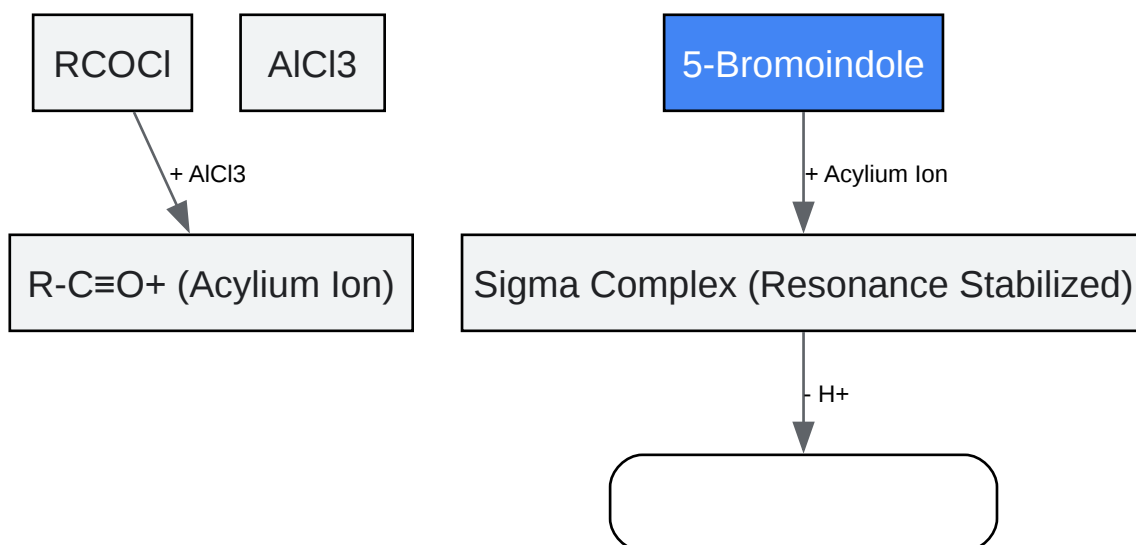 RCOCl
AlCl3
5-Bromoindole
+ AlCl3
+ Acylium Ion
R-C≡O+ (Acylium Ion)
Sigma Complex (Resonance Stabilized)
- H+